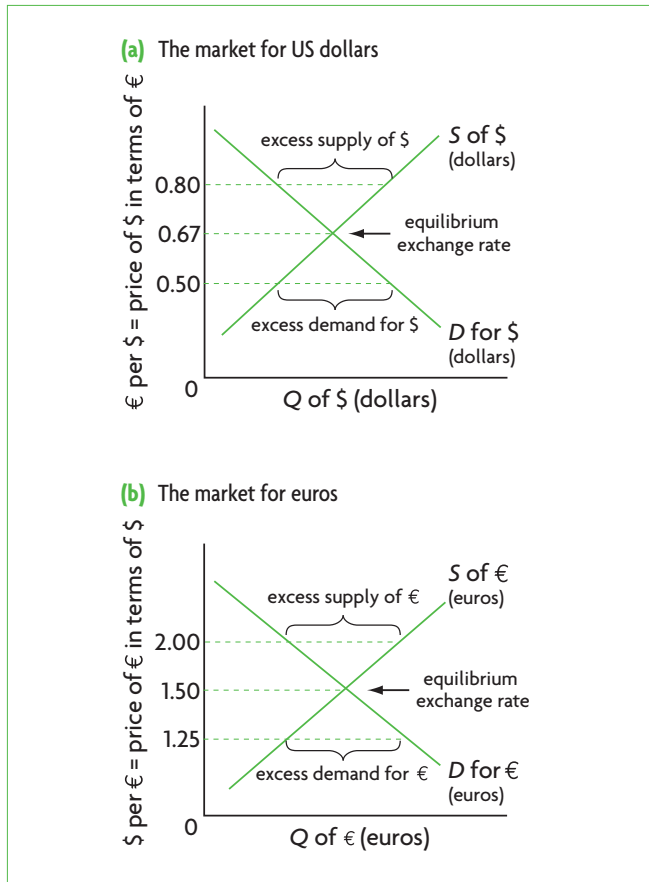 (a) The market for US dollars
€ per $ = price of $ in terms of €
excess supply of $
S of $
(dollars)
0.80
0.67
equilibrium
exchange rate
0.50
excess demand for $
D for $
(dollars)
0
Q of $ (dollars)
(b) The market for euros
$ per € = price of € in terms of $
S of €
(euros)
excess supply of €
2.00
1.50
equilibrium
exchange rate
1.25
excess demand for €
D for €
(euros)
0
Q of € (euros)